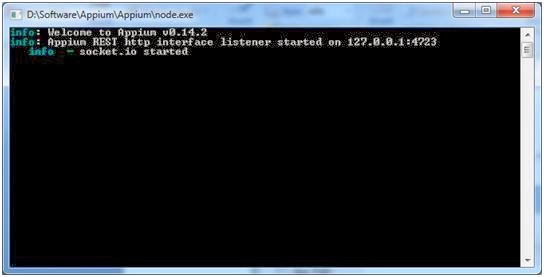 D:\Software\Appium\Appium\node.exe
info: Welcome to Appium v0.14.2
info: Appium REST http interface listener started on 127.0.0.1:4723
info - socket.io started